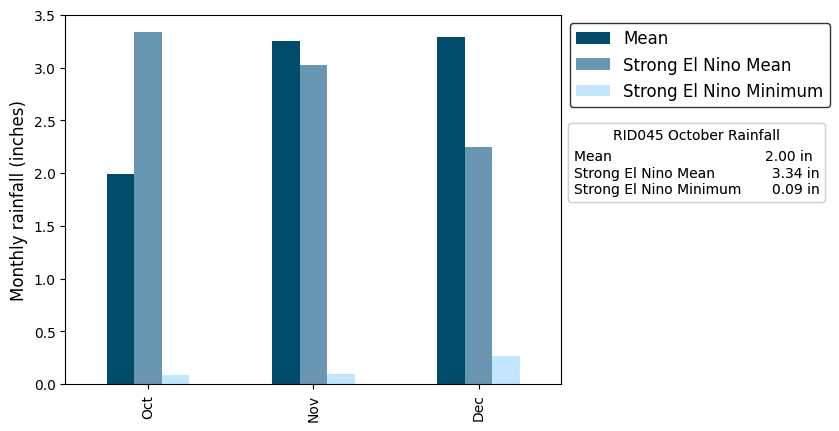 Monthly rainfall (inches)
3.5
3.0
2.5
2.0
1.5
1.0
0.5
0.0
Oct
Nov
Dec
Mean
Strong El Nino Mean
Strong El Nino Minimum
RID045 October Rainfall
Mean 2.00 in
Strong El Nino Mean 3.34 in
Strong El Nino Minimum 0.09 in